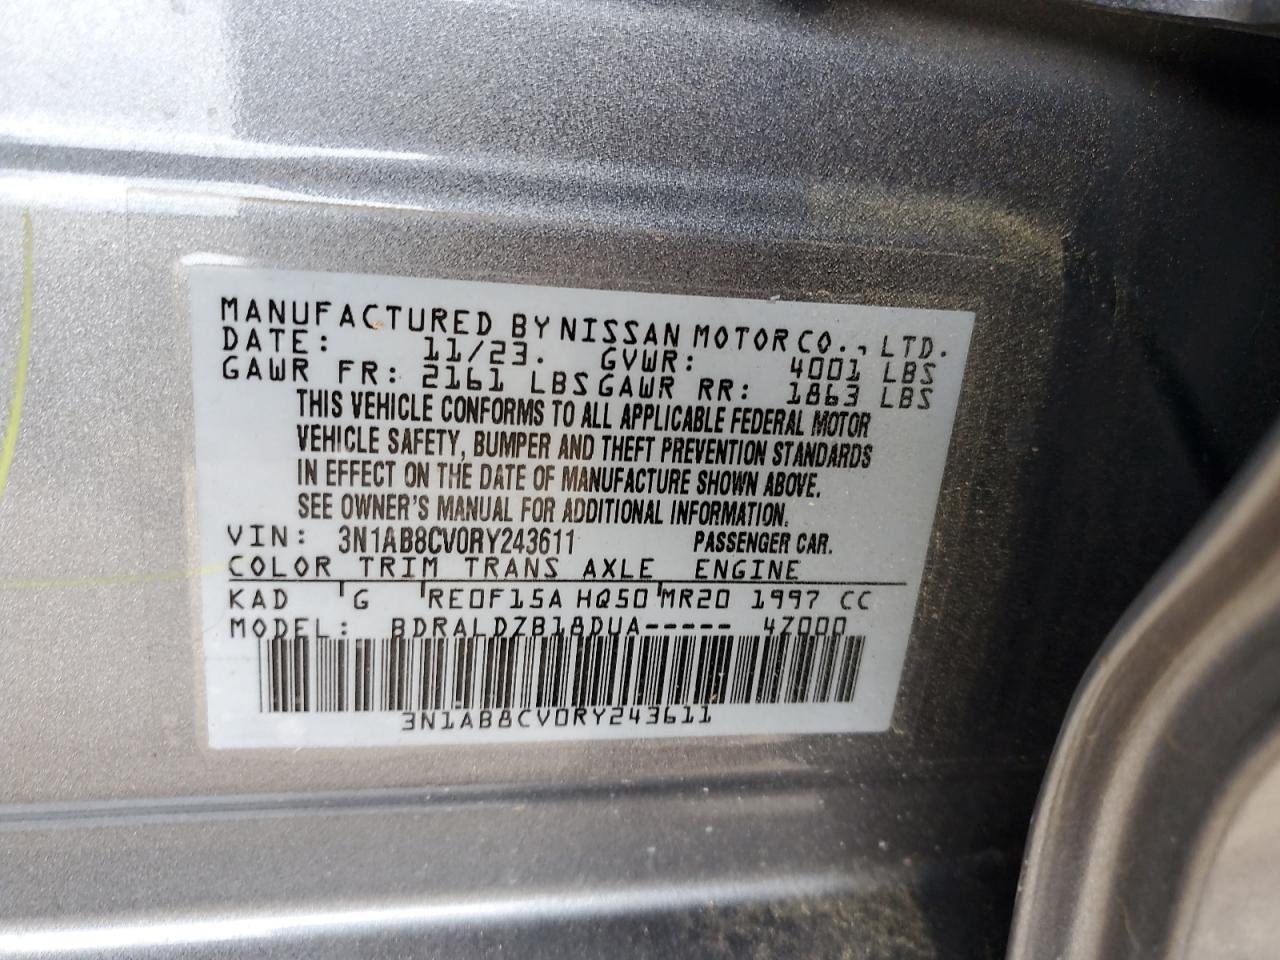 MANUFACTURED BY NISSAN MOTOR CO., LTD.
DATE: 11/23. GVWR: 4001 LBS
GAWR FR: 2161 LBS GAWR RR: 1863 LBS
THIS VEHICLE CONFORMS TO ALL APPLICABLE FEDERAL MOTOR
VEHICLE SAFETY, BUMPER AND THEFT PREVENTION STANDARDS
IN EFFECT ON THE DATE OF MANUFACTURE SHOWN ABOVE.
SEE OWNER'S MANUAL FOR ADDITIONAL INFORMATION.
VIN: 3N1AB8CV0RY243611 PASSENGER CAR.
COLOR TRIM TRANS AXLE ENGINE
KAD G RE0F15A HQ50 MR20 1997 CC
MODEL: BDRALDZB18DUA----- 4Z000
3N1AB8CV0RY243611